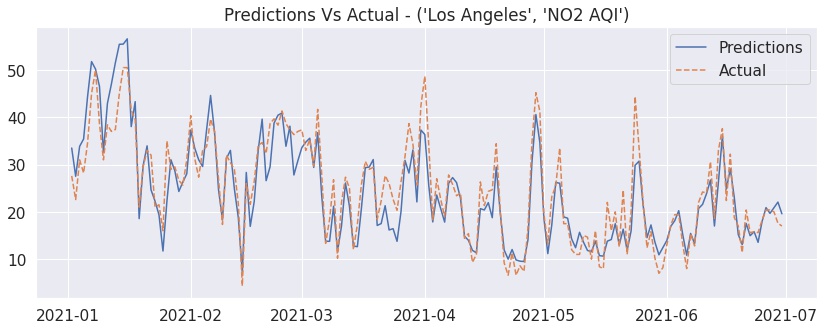 Predictions Vs Actual - ('Los Angeles', 'NO2 AQI')
Predictions
Actual
50
40
30
20
10
2021-01 2021-02 2021-03 2021-04 2021-05 2021-06 2021-07